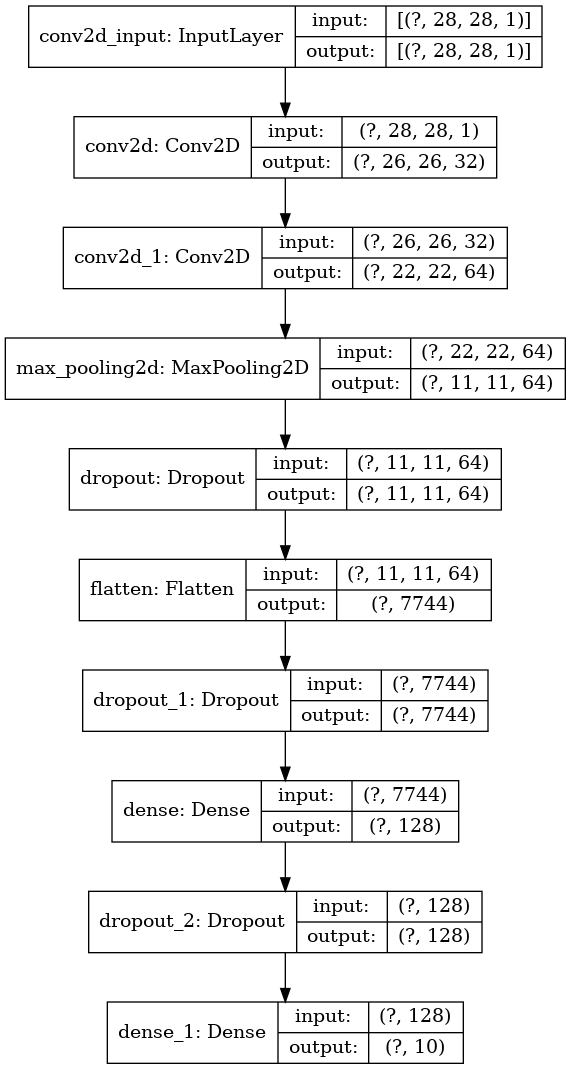 conv2d_input: InputLayer
input:
[(?, 28, 28, 1)]
output:
[(?, 28, 28, 1)]
conv2d: Conv2D
input:
(?, 28, 28, 1)
output:
(?, 26, 26, 32)
conv2d_1: Conv2D
input:
(?, 26, 26, 32)
output:
(?, 22, 22, 64)
max_pooling2d: MaxPooling2D
input:
(?, 22, 22, 64)
output:
(?, 11, 11, 64)
dropout: Dropout
input:
(?, 11, 11, 64)
output:
(?, 11, 11, 64)
flatten: Flatten
input:
(?, 11, 11, 64)
output:
(?, 7744)
dropout_1: Dropout
input:
(?, 7744)
output:
(?, 7744)
dense: Dense
input:
(?, 7744)
output:
(?, 128)
dropout_2: Dropout
input:
(?, 128)
output:
(?, 128)
dense_1: Dense
input:
(?, 128)
output:
(?, 10)